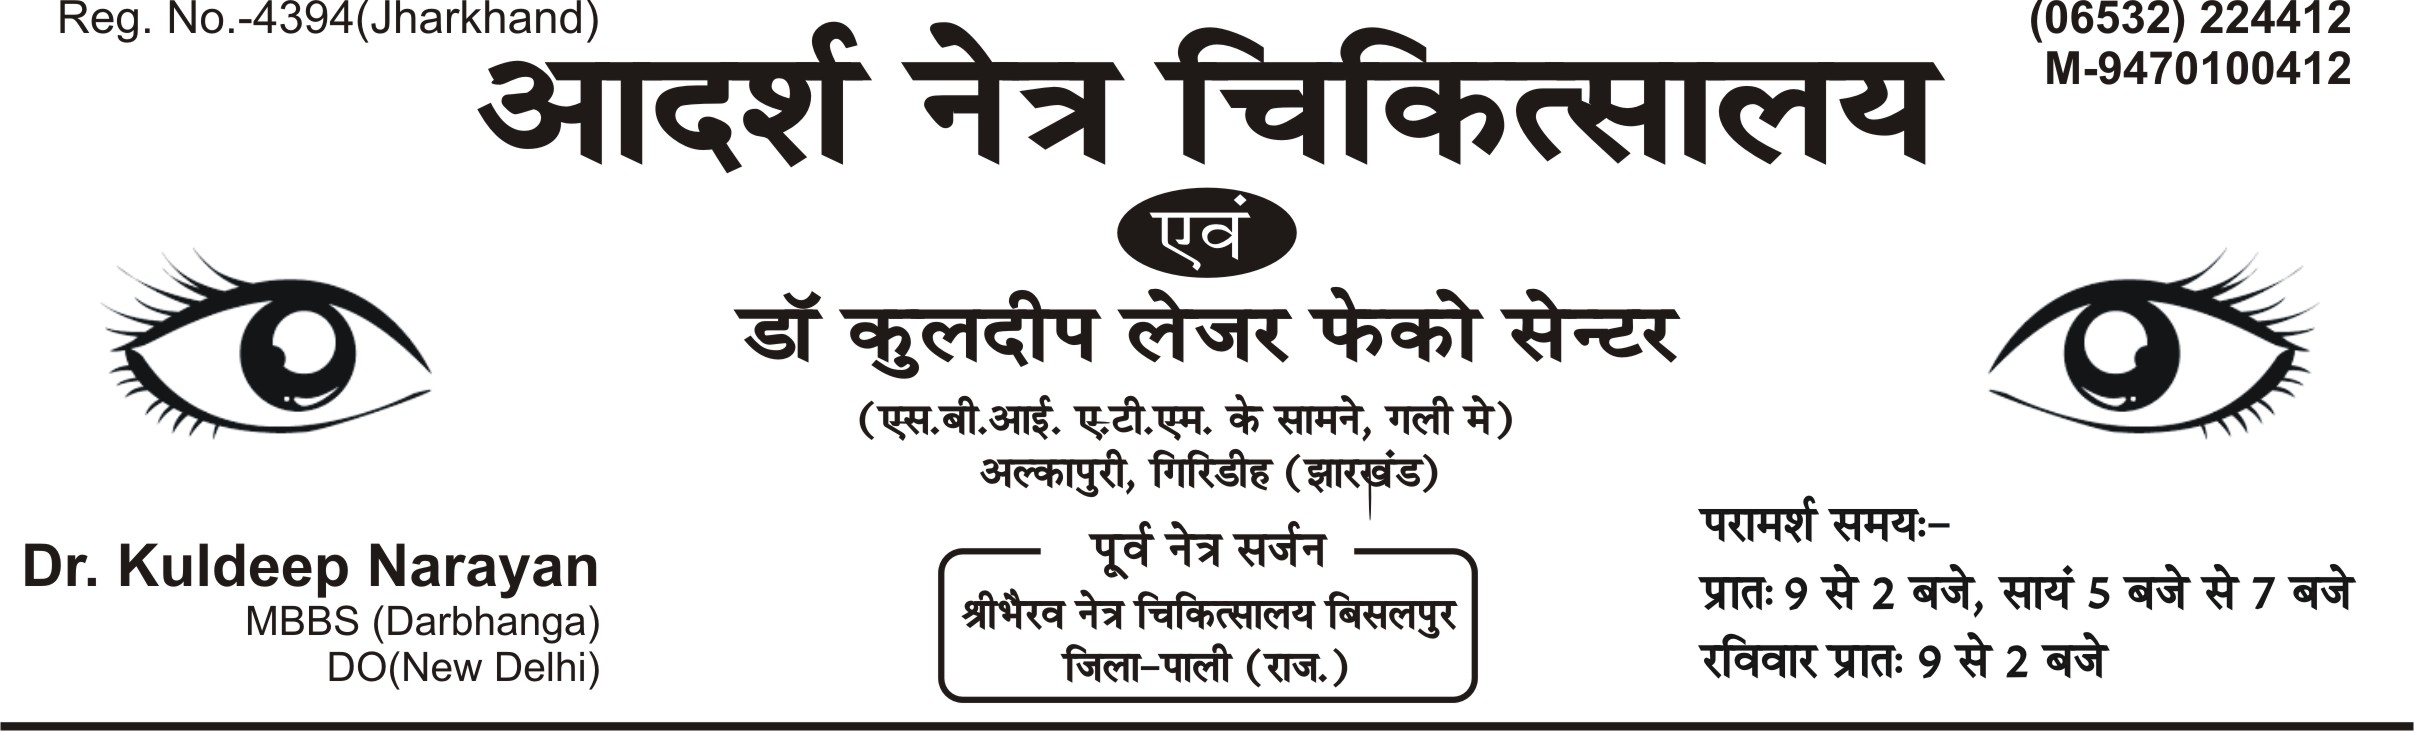 Reg. No.-4394(Jharkhand)
(06532) 224412
M-9470100412
आदर्श नेत्र चिकित्सालय
एवं
डॉ कुलदीप लेजर फेको सेन्टर
(एस.बी.आई. ए.टी.एम. के सामने, गली मे)
अल्कापुरी, गिरिडीह (झारखंड)
Dr. Kuldeep Narayan
MBBS (Darbhanga)
DO(New Delhi)
पूर्व नेत्र सर्जन
श्रीभैरव नेत्र चिकित्सालय बिसलपुर
जिला-पाली (राज.)
परामर्श समयः-
प्रातः 9 से 2 बजे, सायं 5 बजे से 7 बजे
रविवार प्रातः 9 से 2 बजे